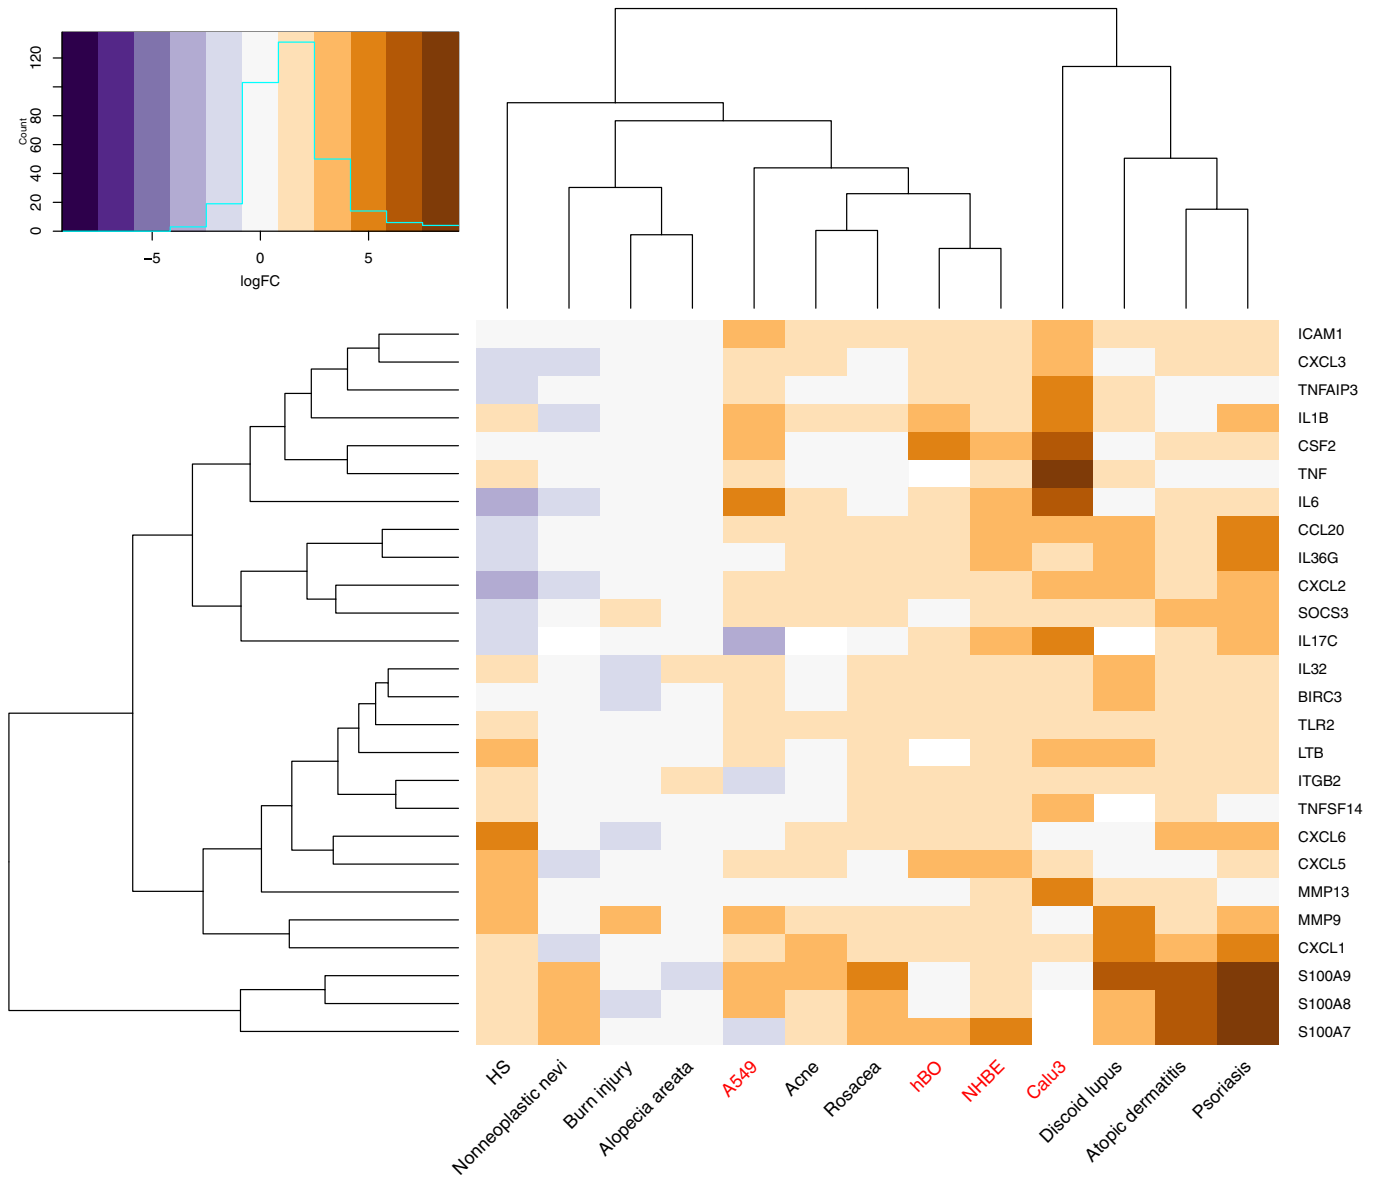 120
80
60
40
20
0
Count
−5 0 5
logFC
ICAM1
CXCL3
TNFAIP3
IL1B
CSF2
TNF
IL6
CCL20
IL36G
CXCL2
SOCS3
IL17C
IL32
BIRC3
TLR2
LTB
ITGB2
TNFSF14
CXCL6
CXCL5
MMP13
MMP9
CXCL1
S100A9
S100A8
S100A7
HS
Nonneoplastic nevi
Burn injury
Alopecia areata
A549
Acne
Rosacea
hBO
NHBE
Calu3
Discoid lupus
Atopic dermatitis
Psoriasis